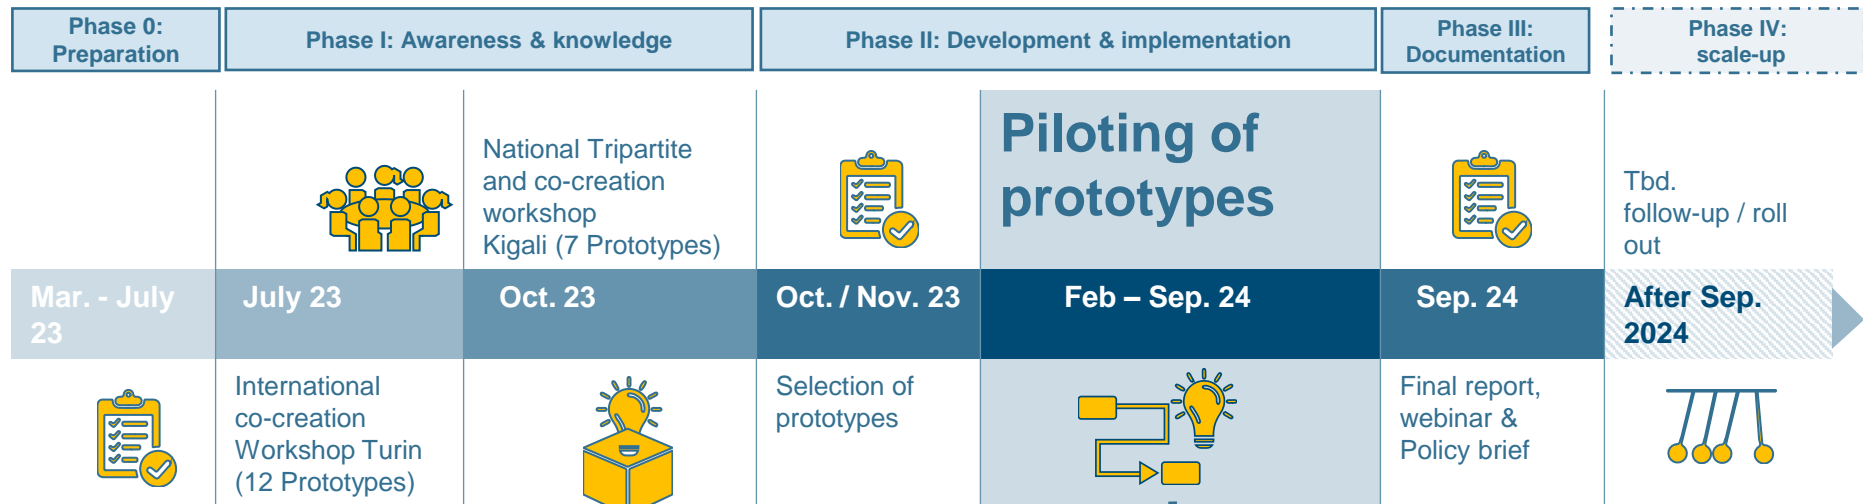 Phase 0:
Preparation
Phase I: Awareness & knowledge
Phase II: Development & implementation
Phase III:
Documentation
Phase IV:
scale-up
National Tripartite
and co-creation
workshop
Kigali (7 Prototypes)
Piloting of
prototypes
Tbd.
follow-up / roll
out
Mar. - July
23
July 23
Oct. 23
Oct. / Nov. 23
Feb – Sep. 24
Sep. 24
After Sep.
2024
International
co-creation
Workshop Turin
(12 Prototypes)
Selection of
prototypes
Final report,
webinar &
Policy brief